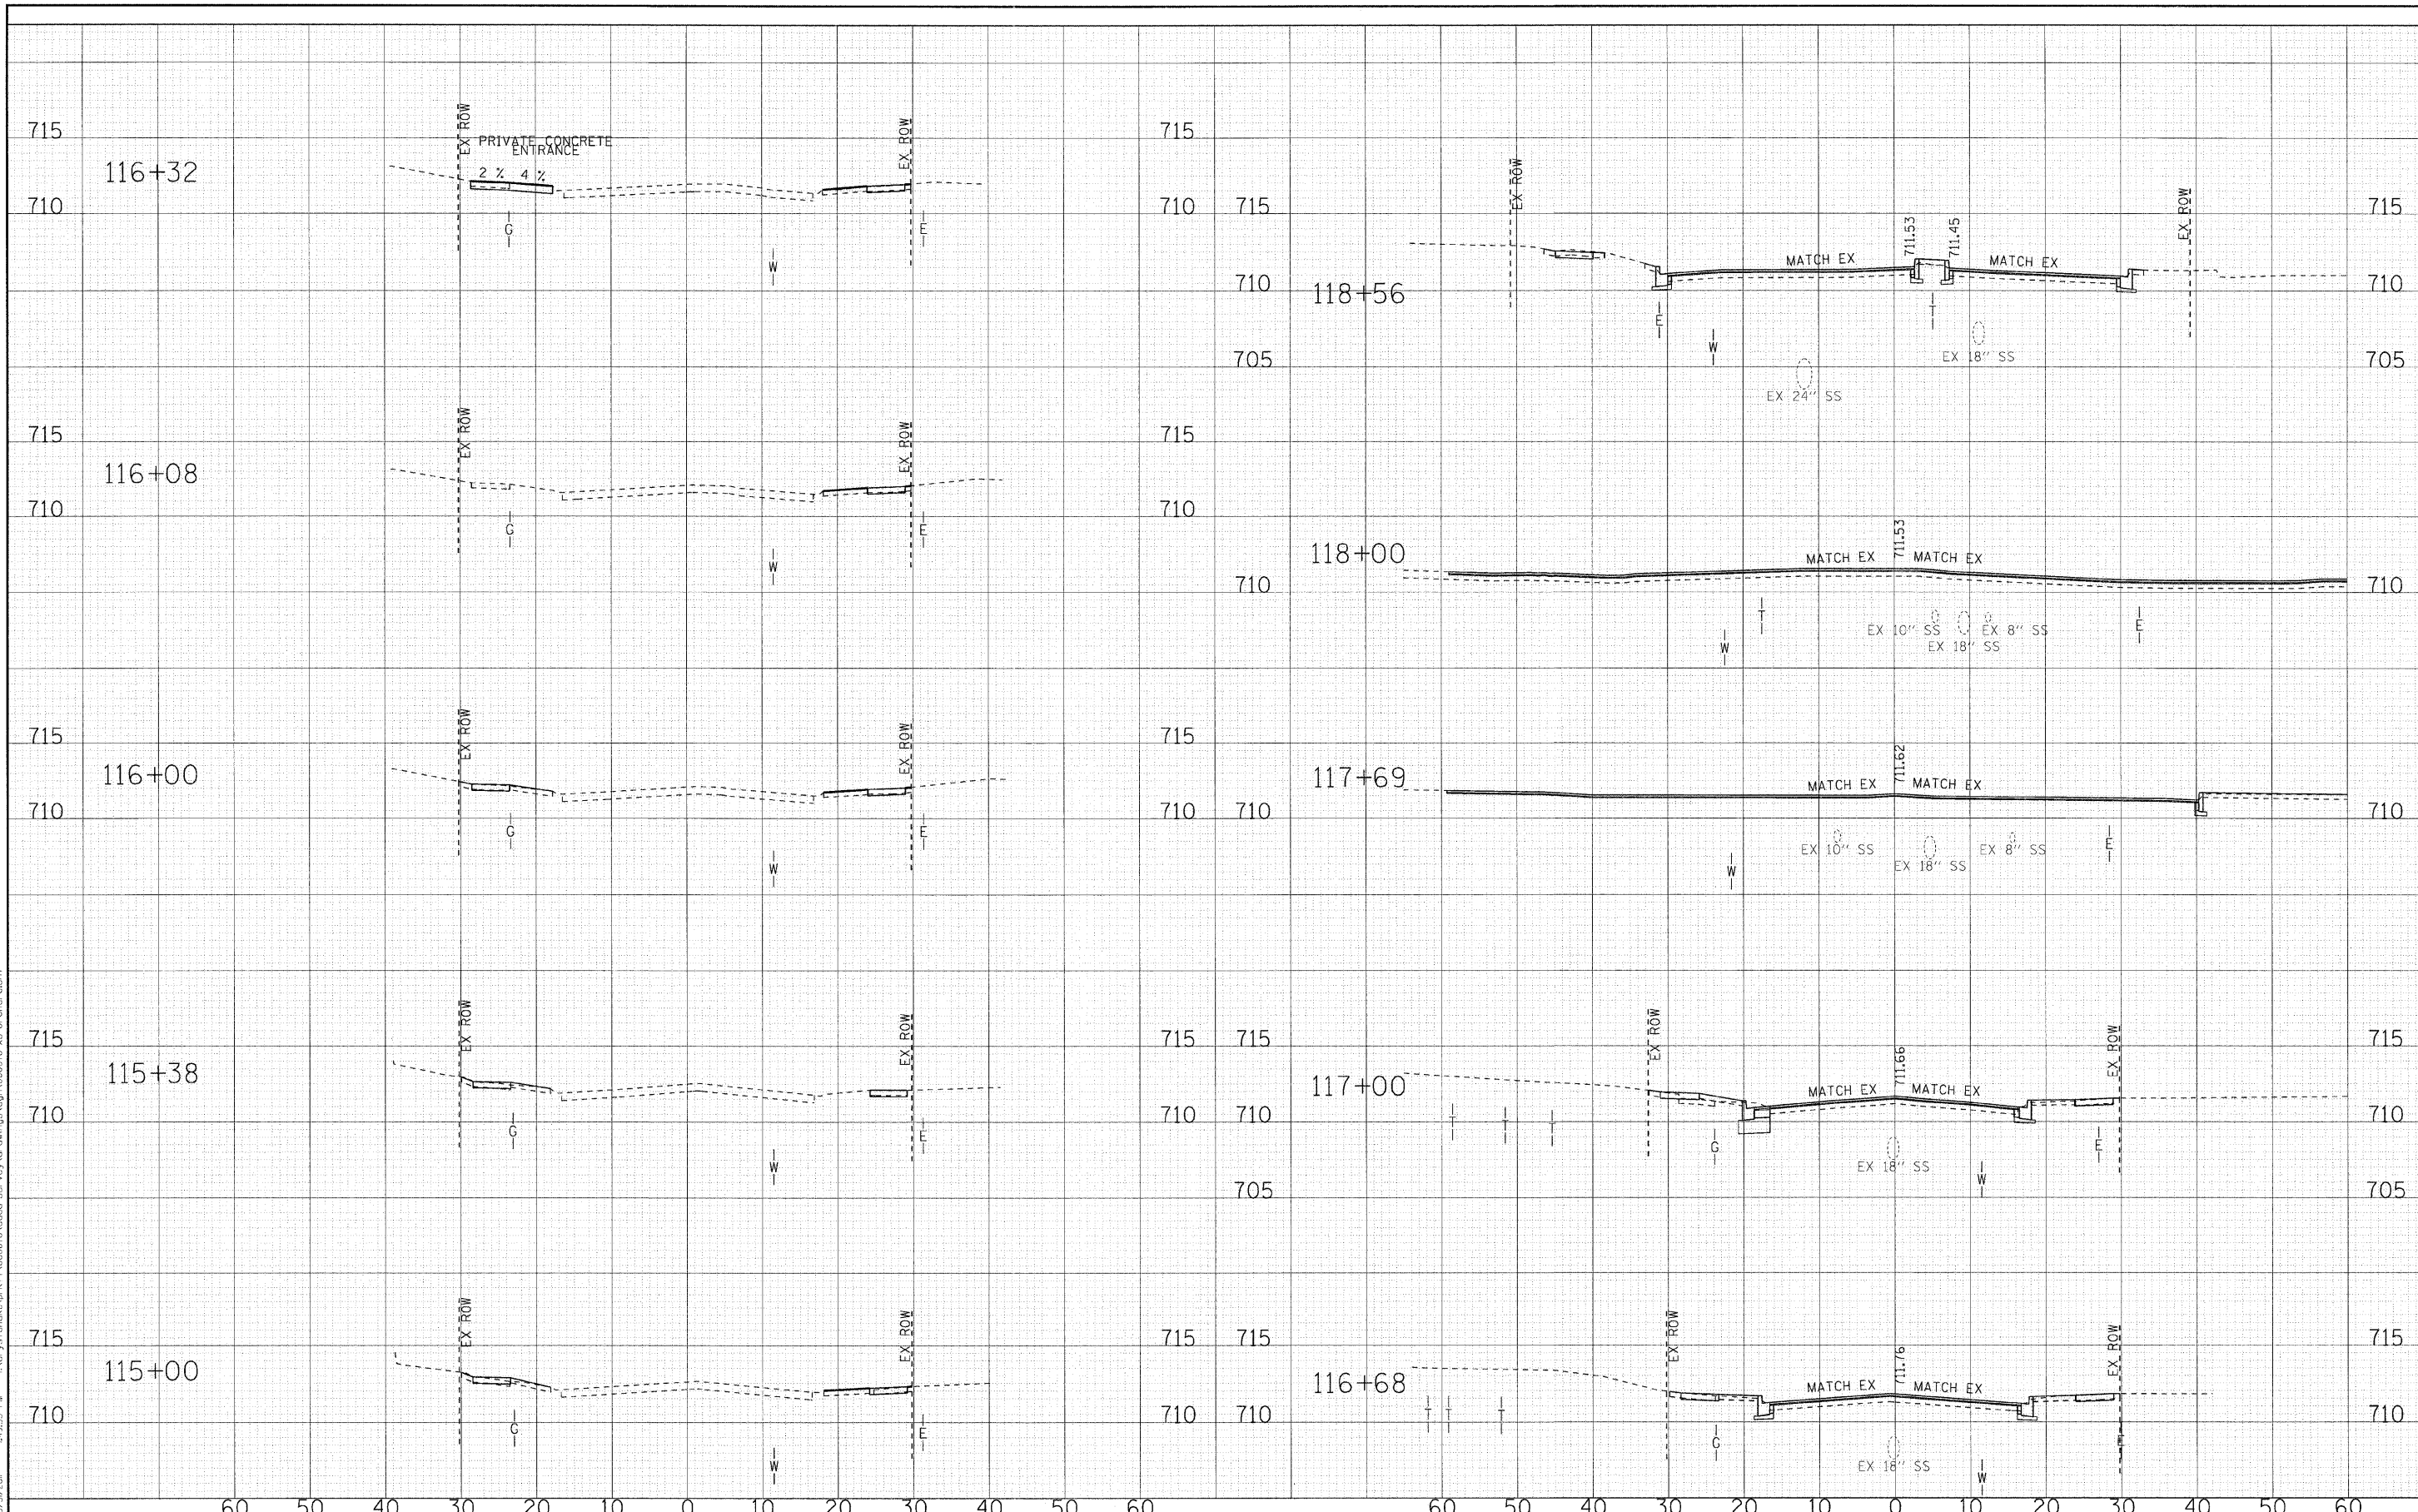 715
116+32
EX ROW
PRIVATE CONCRETE
ENTRANCE
2 % 4 %
EX ROW
715
710
G
W
E
710
715
116+08
EX ROW
EX ROW
715
710
G
W
E
710
715
116+00
EX ROW
EX ROW
715
710
G
W
E
710
715
115+38
EX ROW
EX ROW
715
710
G
W
E
710
715
115+00
EX ROW
EX ROW
715
710
G
W
E
710
60 50 40 30 20 10 0 10 20 30 40 50 60
715
EX ROW
711.53
711.45
EX ROW
715
MATCH EX
MATCH EX
710
118+56
710
E
W
T
EX 18" SS
705
705
EX 24" SS
118+00
711.53
MATCH EX
MATCH EX
710
710
T
W
EX 10" SS
EX 8" SS
EX 18" SS
E
117+69
711.62
MATCH EX
MATCH EX
710
710
EX 10" SS
EX 8" SS
EX 18" SS
W
E
715
EX ROW
711.66
EX ROW
715
117+00
MATCH EX
MATCH EX
710
710
T T T
G
EX 18" SS
W
E
705
705
715
EX ROW
711.76
EX ROW
715
116+68
MATCH EX
MATCH EX
710
710
T T T
G
EX 18" SS
W
E
60 50 40 30 20 10 0 10 20 30 40 50 60